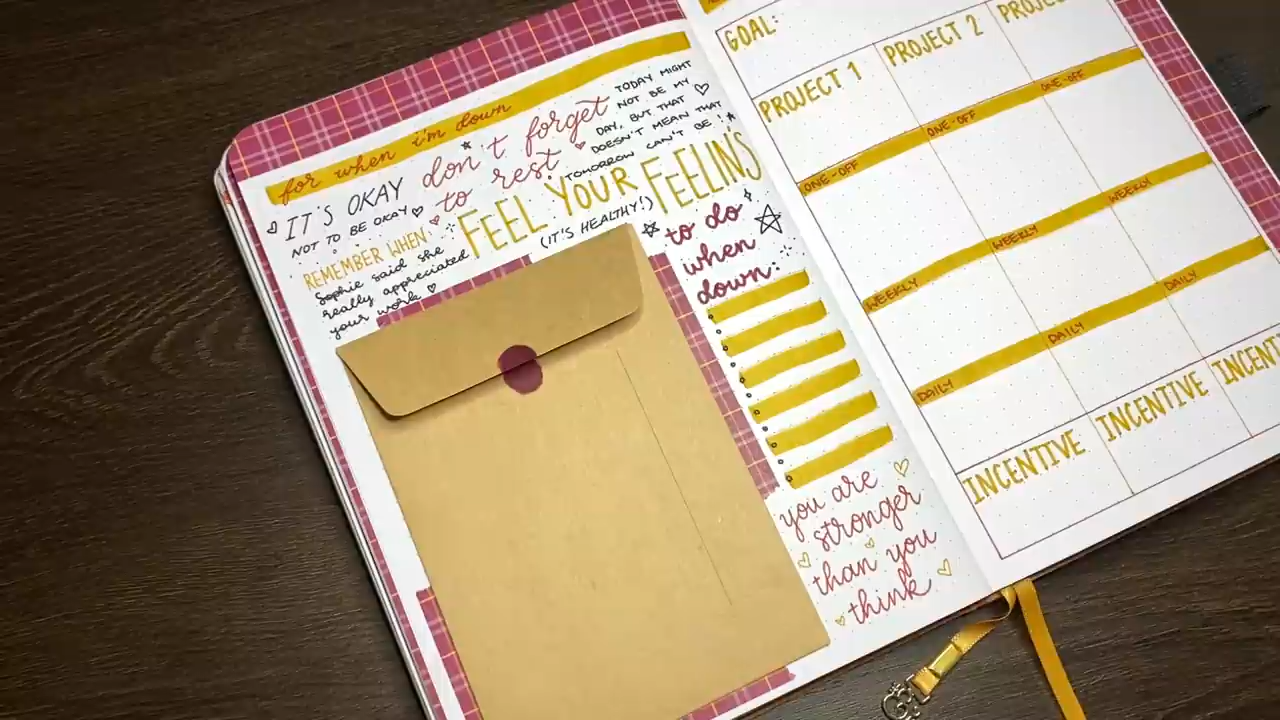 for when i'm down
IT'S OKAY
NOT TO BE OKAY
don't forget
to rest
TODAY MIGHT
NOT BE MY
DAY, BUT THAT
DOESN'T MEAN THAT
TOMORROW CAN'T BE!
REMEMBER WHEN:
Sophie said she
really appreciated
your work
FEEL YOUR FEELINS
(IT'S HEALTHY!)
to do
when
down:
you are
stronger
than you
think
GOAL:
PROJECT 1
PROJECT 2
ONE-OFF
ONE-OFF
ONE-OFF
WEEKLY
WEEKLY
WEEKLY
DAILY
DAILY
DAILY
INCENTIVE
INCENTIVE
INCENTI